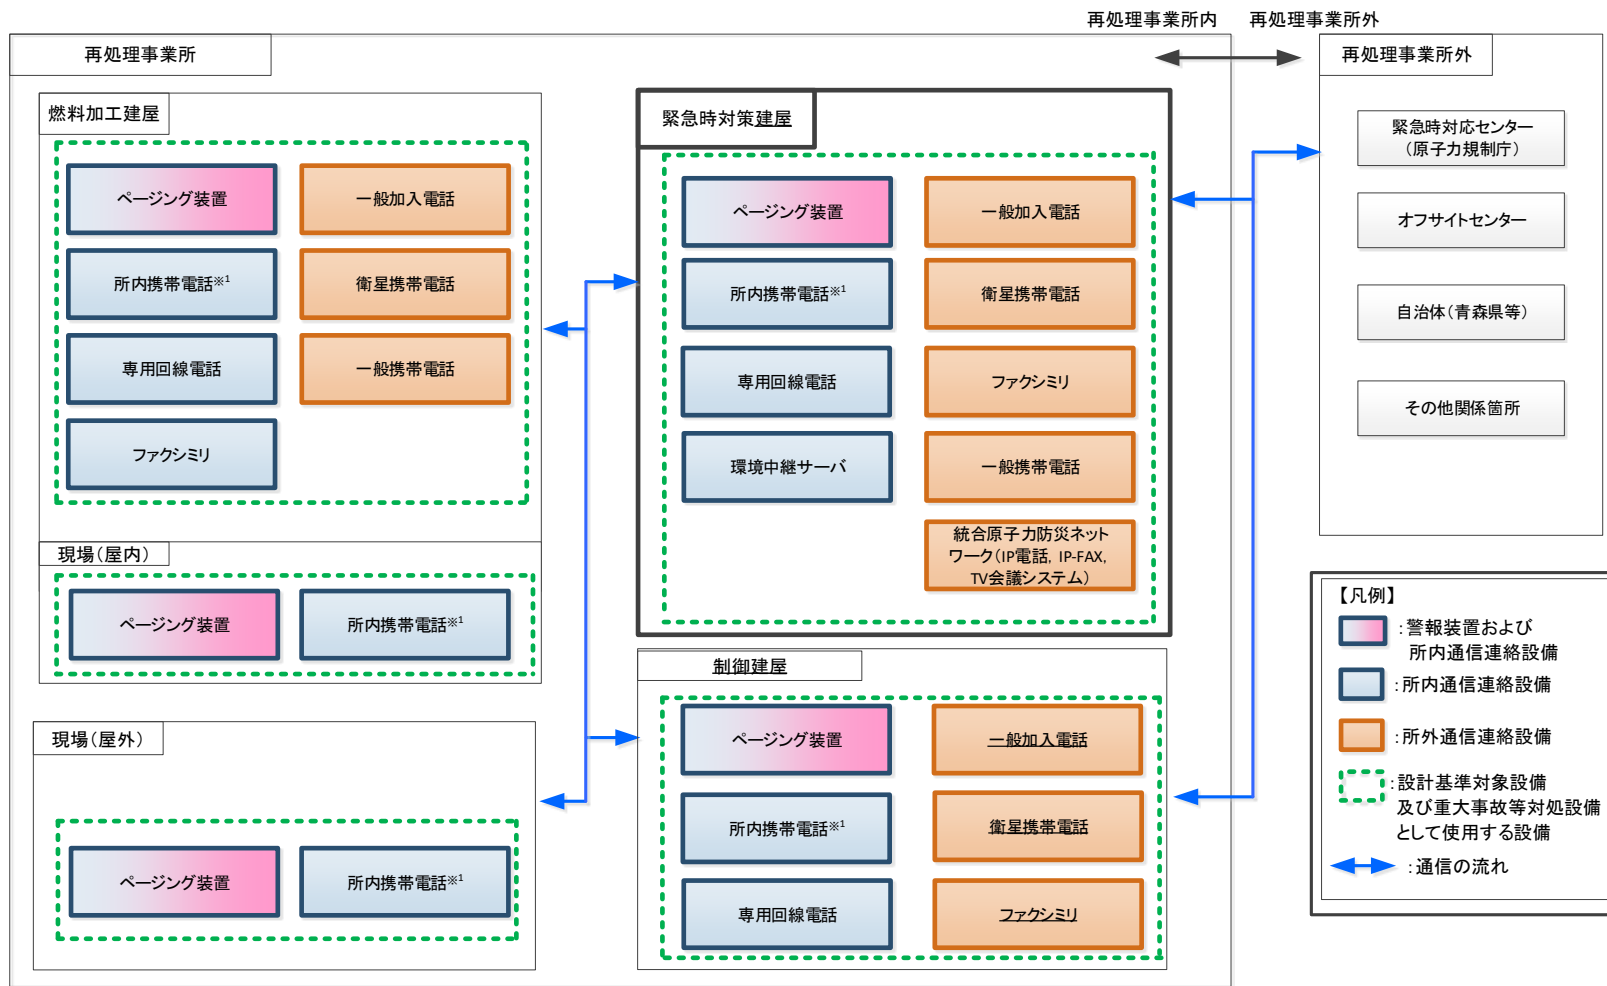 再処理事業所内
再処理事業所外
再処理事業所
燃料加工建屋
ページング装置
一般加入電話
所内携帯電話※1
衛星携帯電話
専用回線電話
一般携帯電話
ファクシミリ
現場(屋内)
ページング装置
所内携帯電話※1
現場(屋外)
ページング装置
所内携帯電話※1
緊急時対策建屋
ページング装置
一般加入電話
所内携帯電話※1
衛星携帯電話
専用回線電話
ファクシミリ
環境中継サーバ
一般携帯電話
統合原子力防災ネット
ワーク(IP電話, IP-FAX,
TV会議システム)
制御建屋
ページング装置
一般加入電話
所内携帯電話※1
衛星携帯電話
専用回線電話
ファクシミリ
再処理事業所外
緊急時対応センター
(原子力規制庁)
オフサイトセンター
自治体(青森県等)
その他関係箇所
【凡例】
:警報装置および
所内通信連絡設備
:所内通信連絡設備
:所外通信連絡設備
:設計基準対象設備
及び重大事故等対処設備
として使用する設備
:通信の流れ